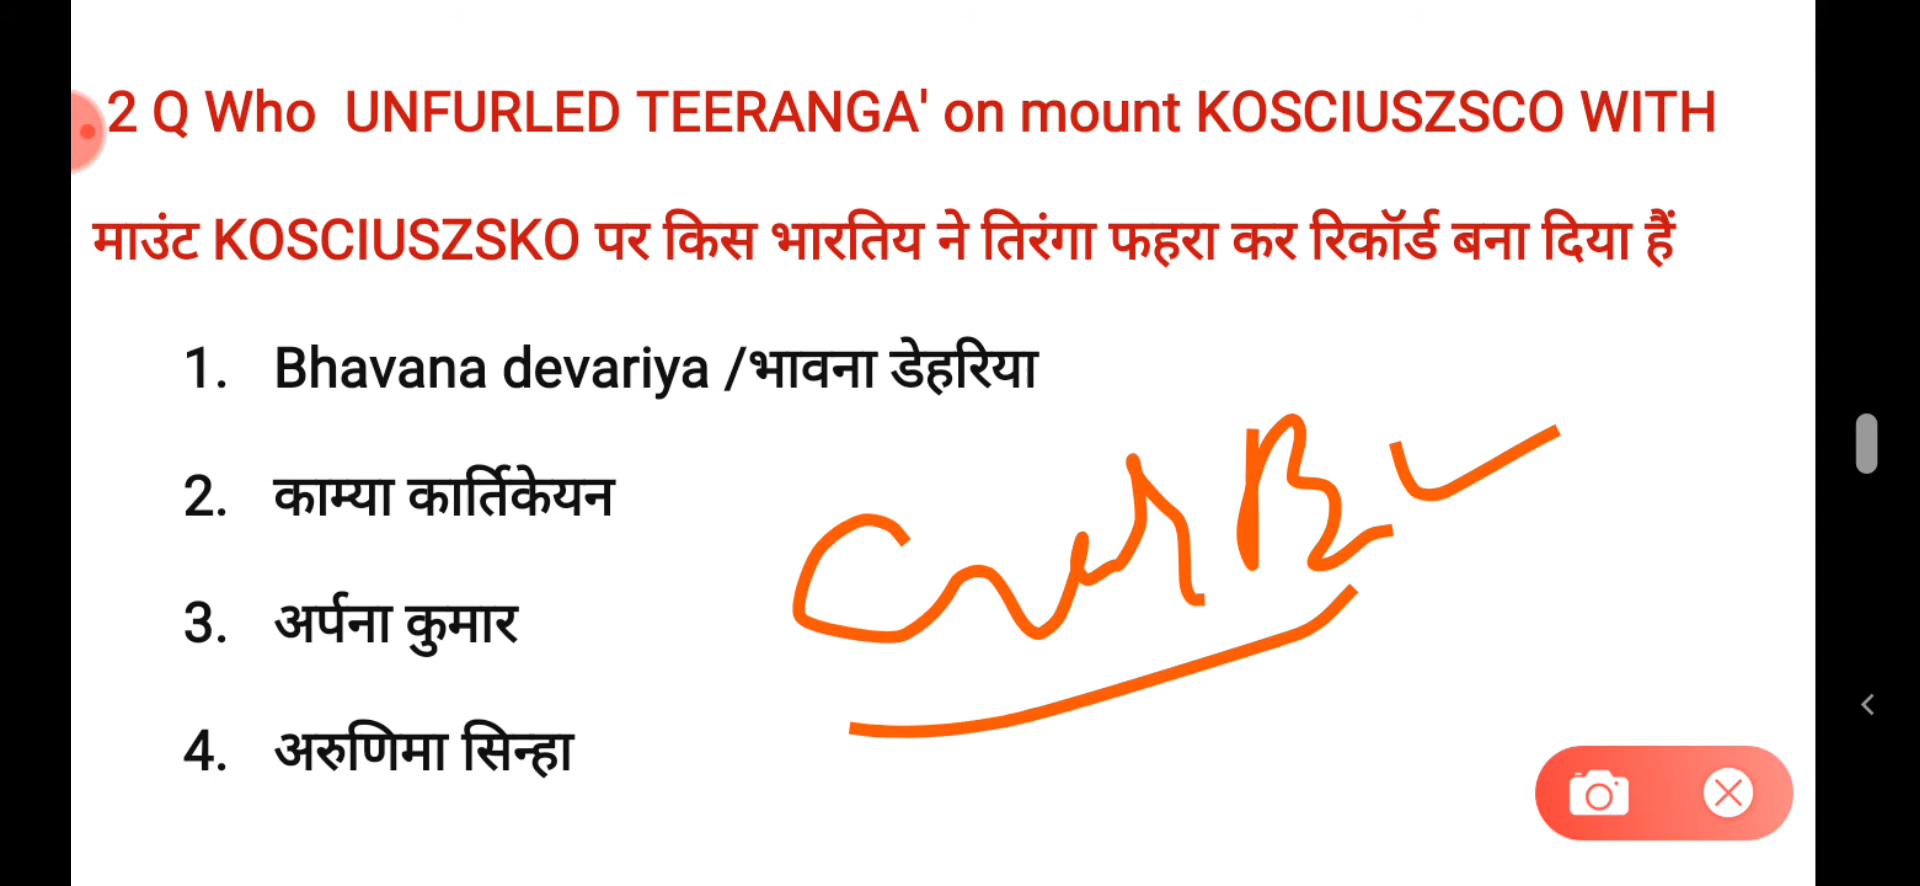 2 Q Who UNFURLED TEERANGA' on mount KOSCIUSZSCO WITH
माउंट KOSCIUSZSKO पर किस भारतिय ने तिरंगा फहरा कर रिकॉर्ड बना दिया हैं
1. Bhavana devariya /भावना डेहरिया
2. काम्या कार्तिकेयन
3. अर्पना कुमार
4. अरुणिमा सिन्हा